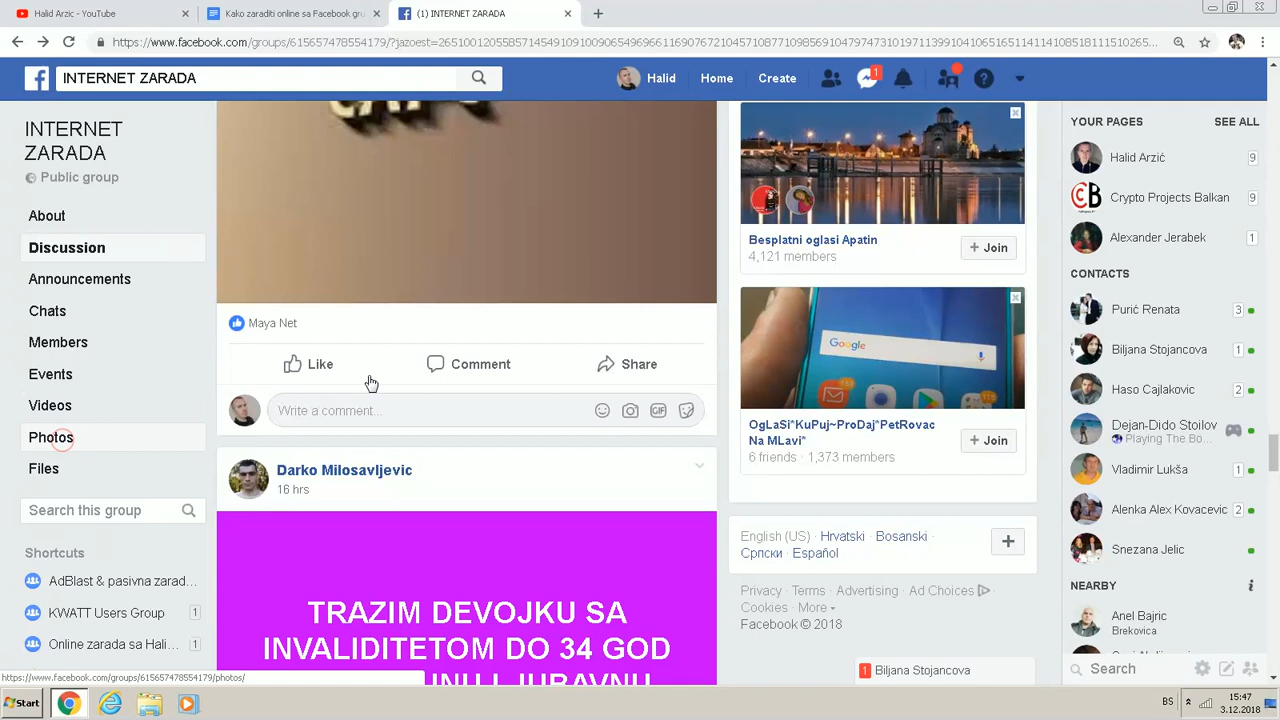 Halid Arzic - YouTube
Kako zaraditi online sa Facebook gru
(1) INTERNET ZARADA
INTERNET ZARADA
Halid
Home
Create
1
INTERNET
ZARADA
Public group
About
Discussion
Announcements
Chats
Members
Events
Videos
Photos
Files
Search this group
Shortcuts
AdBlast & pasivna zarad...
KWATT Users Group 1
Online zarada sa Hali... 1
https://www.facebook.com/groups/615657478554179/photos/
Maya Net
Like
Comment
Share
Write a comment...
GIF
Darko Milosavljevic
16 hrs
TRAZIM DEVOJKU SA
INVALIDITETOM DO 34 GOD
Besplatni oglasi Apatin
4,121 members
+ Join
Google
OgLaSi*KuPuj~ProDaj*PetRovac
Na MLavi*
6 friends · 1,373 members
+ Join
English (US) · Hrvatski · Bosanski ·
Српски · Español
Privacy · Terms · Advertising · Ad Choices
Cookies · More
Facebook © 2018
1 Biljana Stojancova
YOUR PAGES SEE ALL
Halid Arzić 9
Crypto Projects Balkan 9
Alexander Jerabek 1
CONTACTS
Purić Renata 3
Biljana Stojancova 1
Haso Cajlakovic 2
Dejan-Dido Stoilov
Playing The Bo...
Vladimir Lukša 1
Alenka Alex Kovacevic 2
Snezana Jelic
NEARBY
Anel Bajric
Brekovica
Search
Start
BS
15:47
3.12.2018